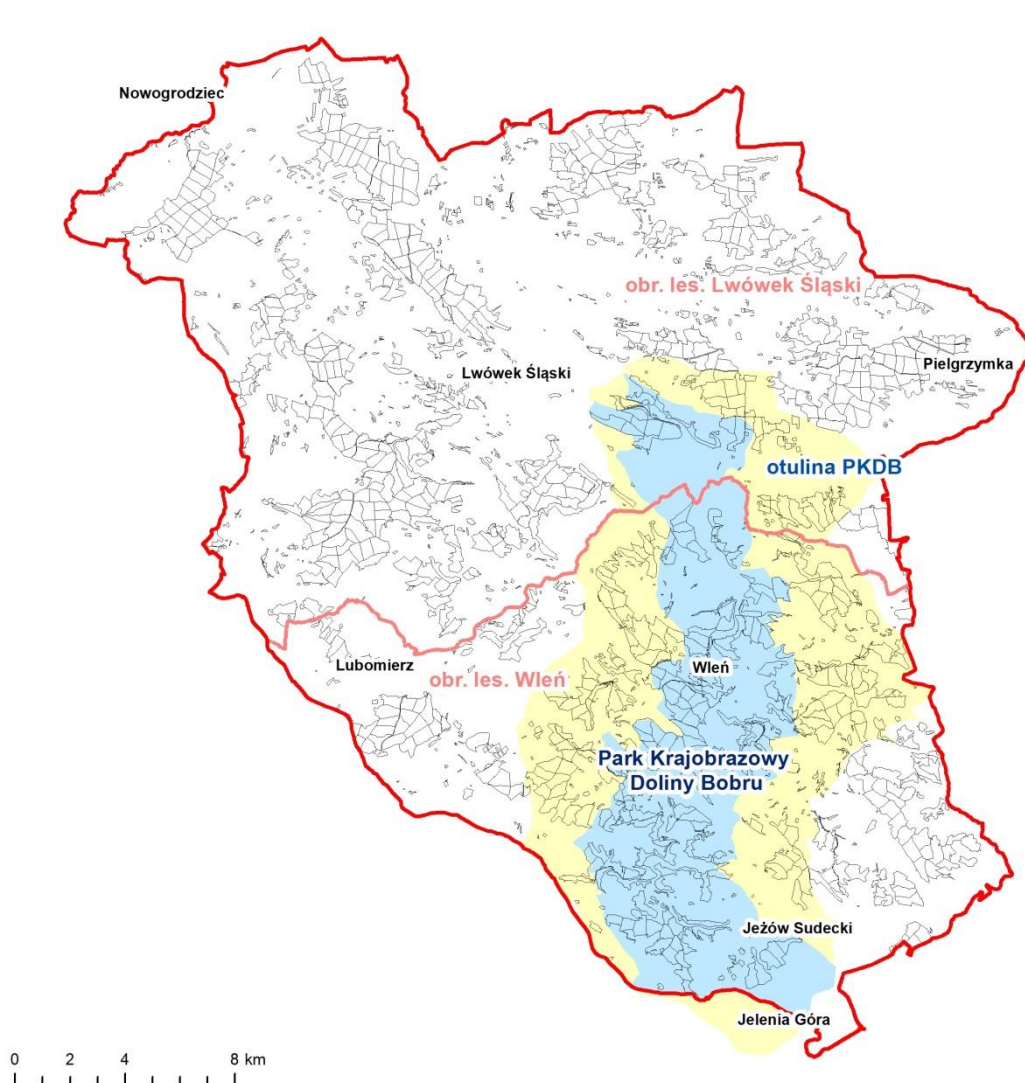 Nowogrodziec
obr. les. Lwówek Śląski
Pielgrzymka
Lwówek Śląski
otulina PKDB
Lubomierz
Wleń
obr. les. Wleń
Park Krajobrazowy
Doliny Bobru
Jeżów Sudecki
Jelenia Góra
0 2 4 8 km